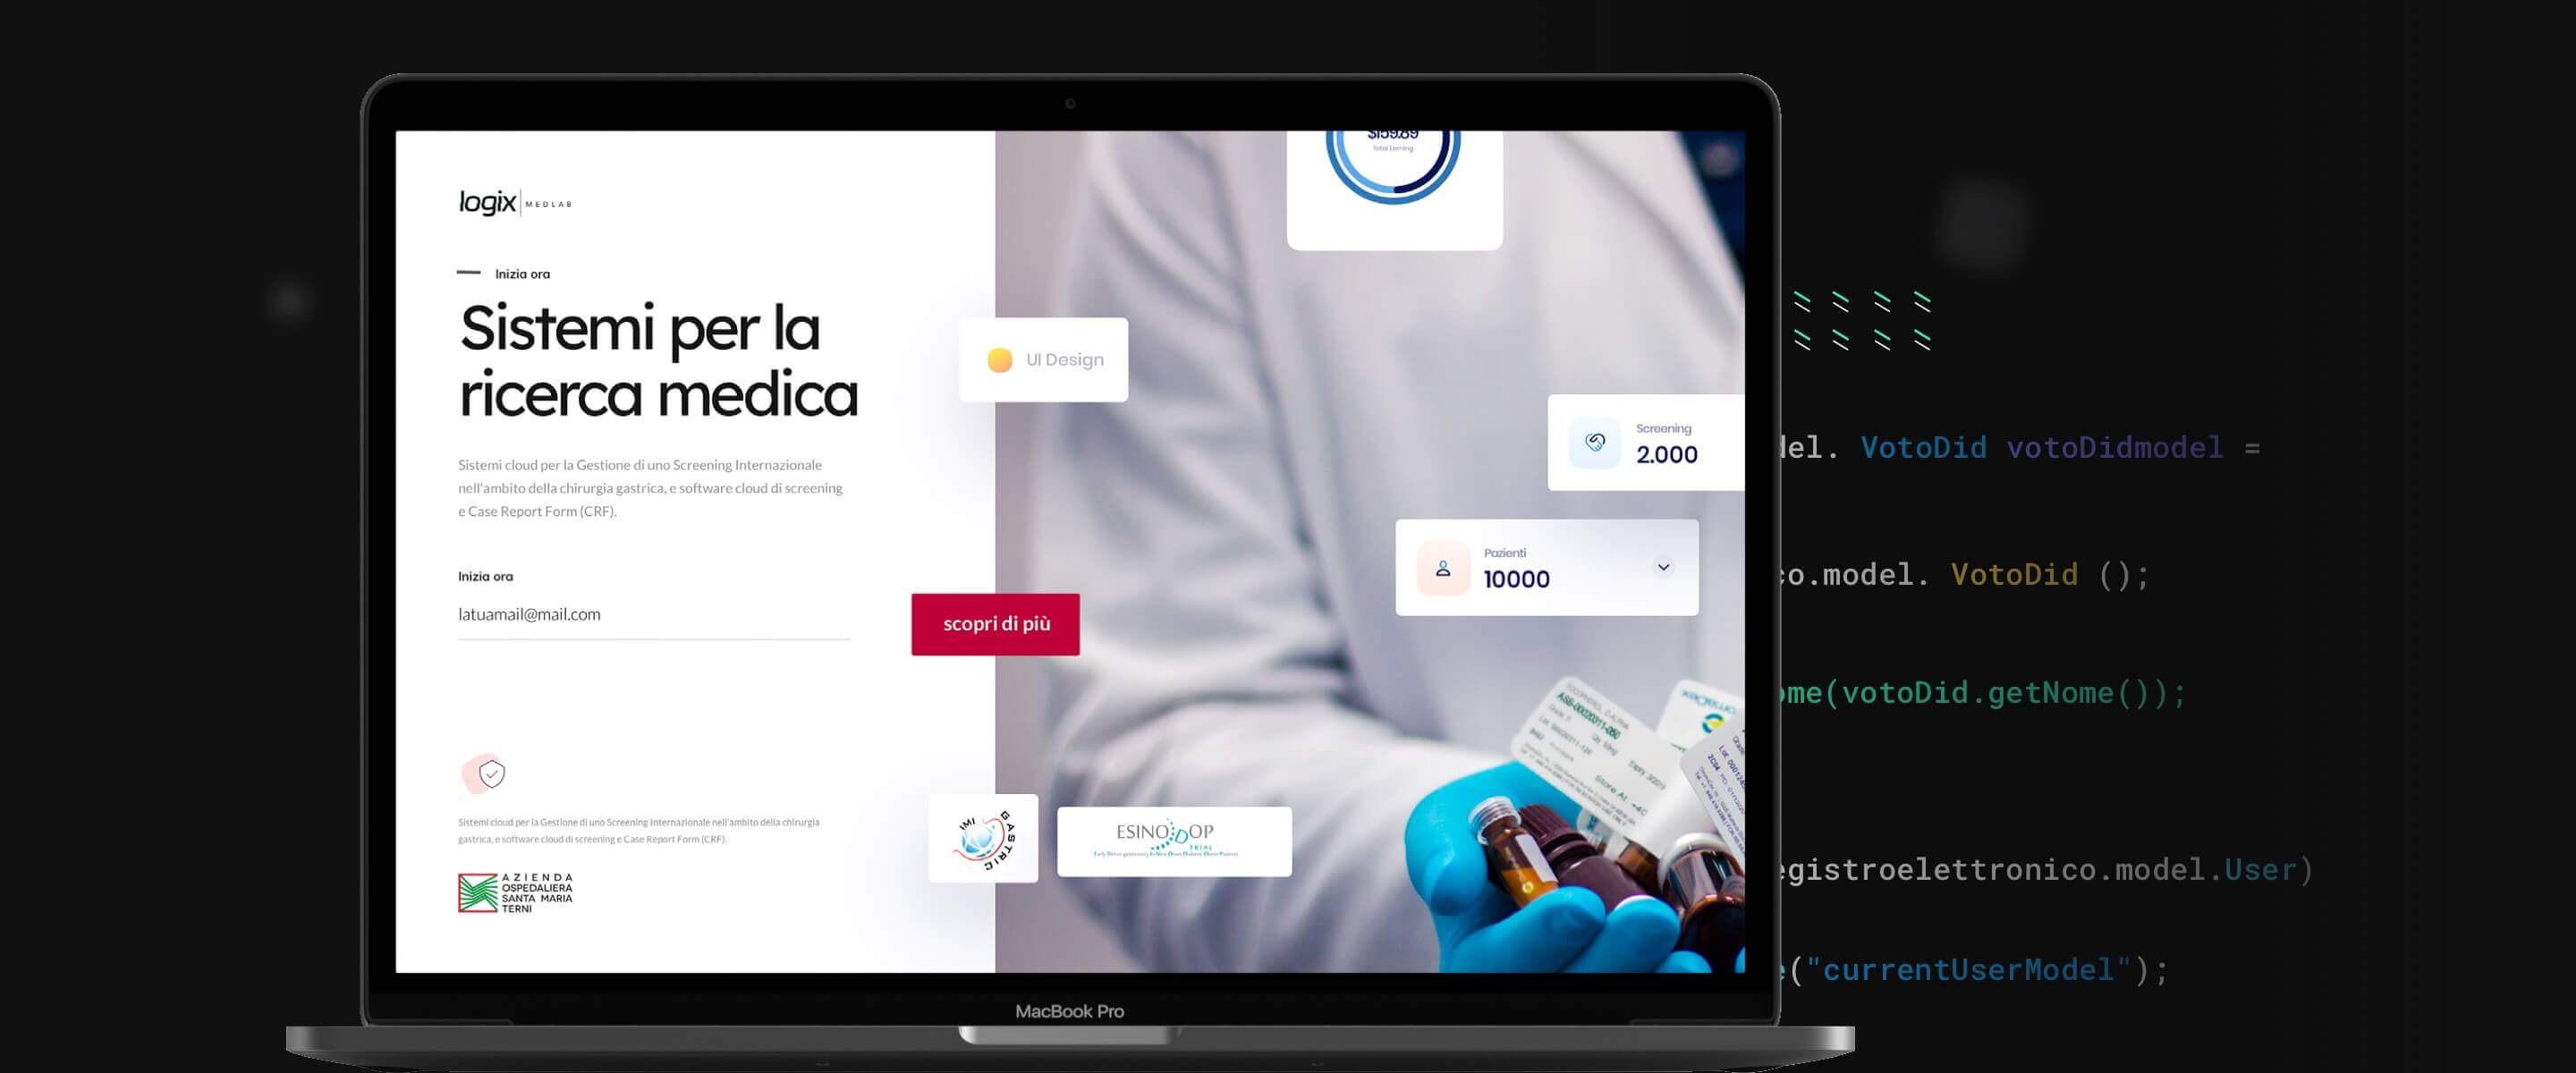 logix MEDLAB
Inizia ora
Sistemi per la
ricerca medica
Sistemi cloud per la Gestione di uno Screening Internazionale
nell'ambito della chirurgia gastrica, e software cloud di screening
e Case Report Form (CRF).
Inizia ora
latuamail@mail.com
Sistemi cloud per la Gestione di uno Screening Internazionale nell'ambito della chirurgia
gastrica, e software cloud di screening e Case Report Form (CRF).
AZIENDA
OSPEDALIERA
SANTA MARIA
TERNI
$159.89
Total Earning
UI Design
Screening
2.000
Pazienti
10000
scopri di più
IMI GASTRIC
ESINODOP
TRIAL
MacBook Pro
del. VotoDid votoDidmodel =
co.model. VotoDid ();
ome(votoDid.getNome());
egistroelettronico.model.User)
e("currentUserModel");